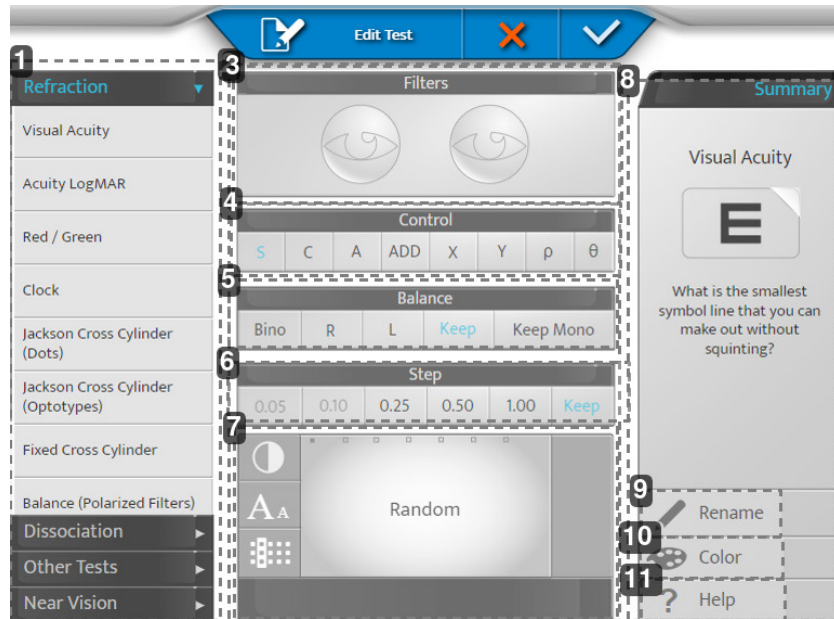 Edit Test
1
Refraction
Visual Acuity
Acuity LogMAR
Red / Green
Clock
Jackson Cross Cylinder
(Dots)
Jackson Cross Cylinder
(Optotypes)
Fixed Cross Cylinder
Balance (Polarized Filters)
Dissociation
Other Tests
Near Vision
3
Filters
4
Control
S C A ADD X Y ρ θ
5
Balance
Bino R L Keep Keep Mono
6
Step
0.05 0.10 0.25 0.50 1.00 Keep
7
AA
Random
8
Summary
Visual Acuity
E
What is the smallest
symbol line that you can
make out without
squinting?
9
Rename
10
Color
11
? Help